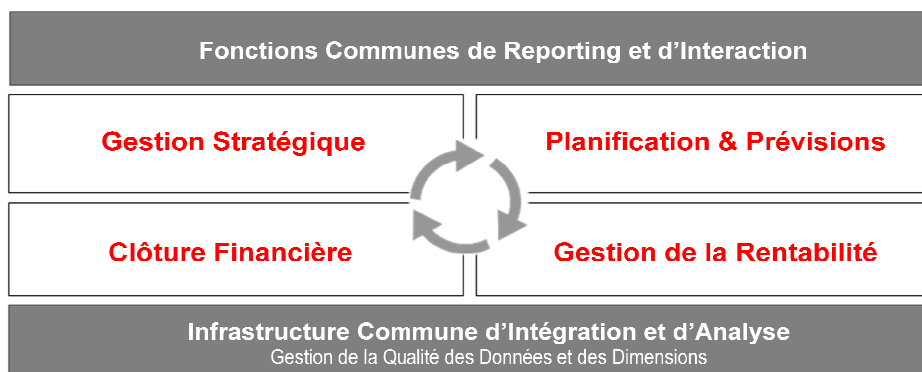 Fonctions Communes de Reporting et d'Interaction
Gestion Stratégique
Planification & Prévisions
Clôture Financière
Gestion de la Rentabilité
Infrastructure Commune d'Intégration et d'Analyse
Gestion de la Qualité des Données et des Dimensions